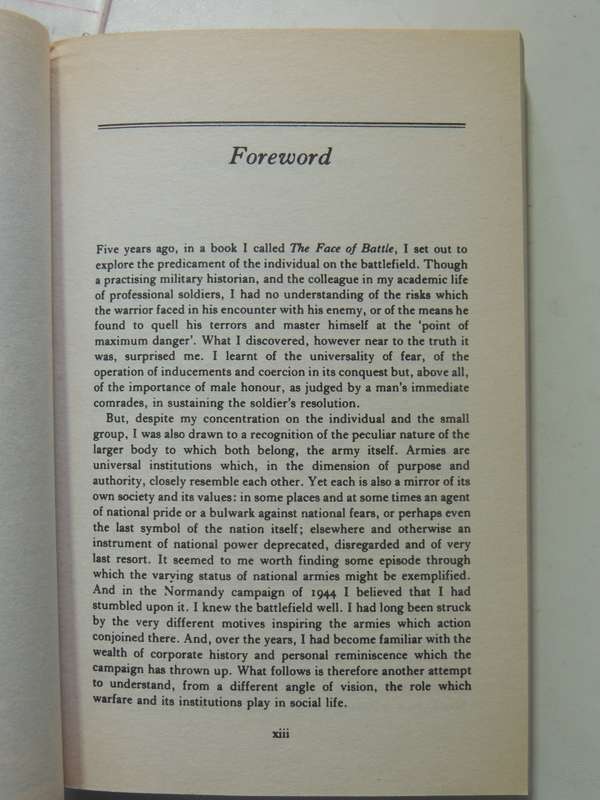 Foreword
Five years ago, in a book I called The Face of Battle, I set out to
explore the predicament of the individual on the battlefield. Though
a practising military historian, and the colleague in my academic life
of professional soldiers, I had no understanding of the risks which
the warrior faced in his encounter with his enemy, or of the means he
found to quell his terrors and master himself at the 'point of
maximum danger'. What I discovered, however near to the truth it
was, surprised me. I learnt of the universality of fear, of the
operation of inducements and coercion in its conquest but, above all,
of the importance of male honour, as judged by a man's immediate
comrades, in sustaining the soldier's resolution.
But, despite my concentration on the individual and the small
group, I was also drawn to a recognition of the peculiar nature of the
larger body to which both belong, the army itself. Armies are
universal institutions which, in the dimension of purpose and
authority, closely resemble each other. Yet each is also a mirror of its
own society and its values: in some places and at some times an agent
of national pride or a bulwark against national fears, or perhaps even
the last symbol of the nation itself; elsewhere and otherwise an
instrument of national power deprecated, disregarded and of very
last resort. It seemed to me worth finding some episode through
which the varying status of national armies might be exemplified.
And in the Normandy campaign of 1944 I believed that I had
stumbled upon it. I knew the battlefield well. I had long been struck
by the very different motives inspiring the armies which action
conjoined there. And, over the years, I had become familiar with the
wealth of corporate history and personal reminiscence which the
campaign has thrown up. What follows is therefore another attempt
to understand, from a different angle of vision, the role which
warfare and its institutions play in social life.
xiii